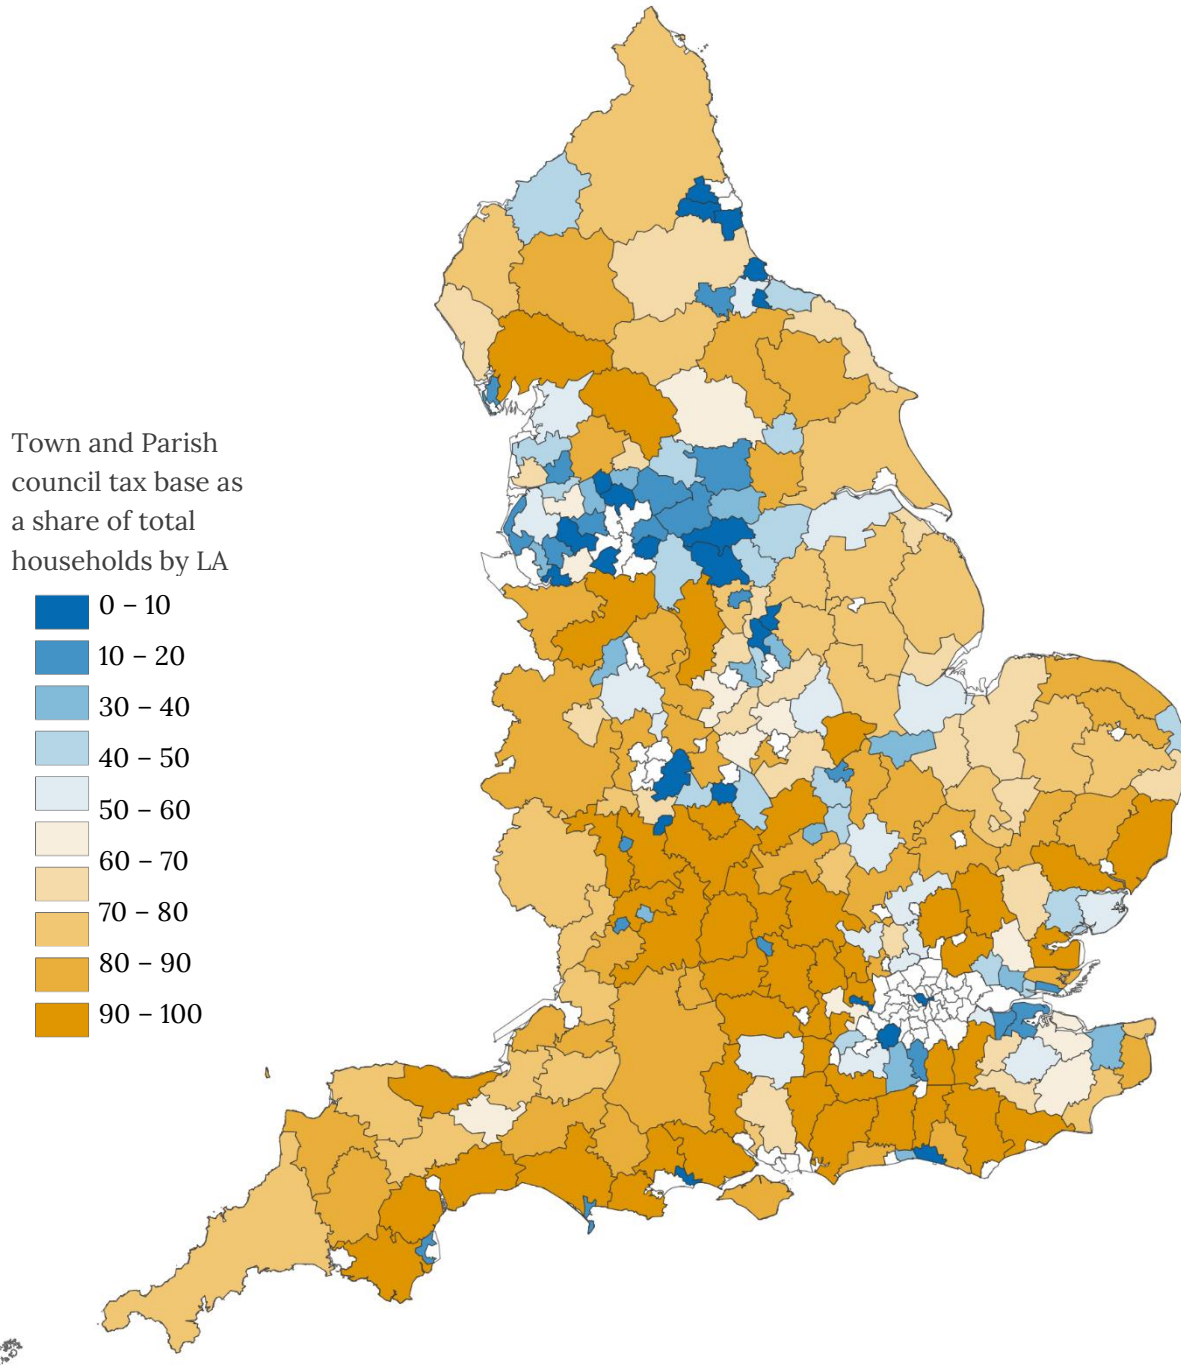 Town and Parish
council tax base as
a share of total
households by LA
0 – 10
10 – 20
30 – 40
40 – 50
50 – 60
60 – 70
70 – 80
80 – 90
90 – 100